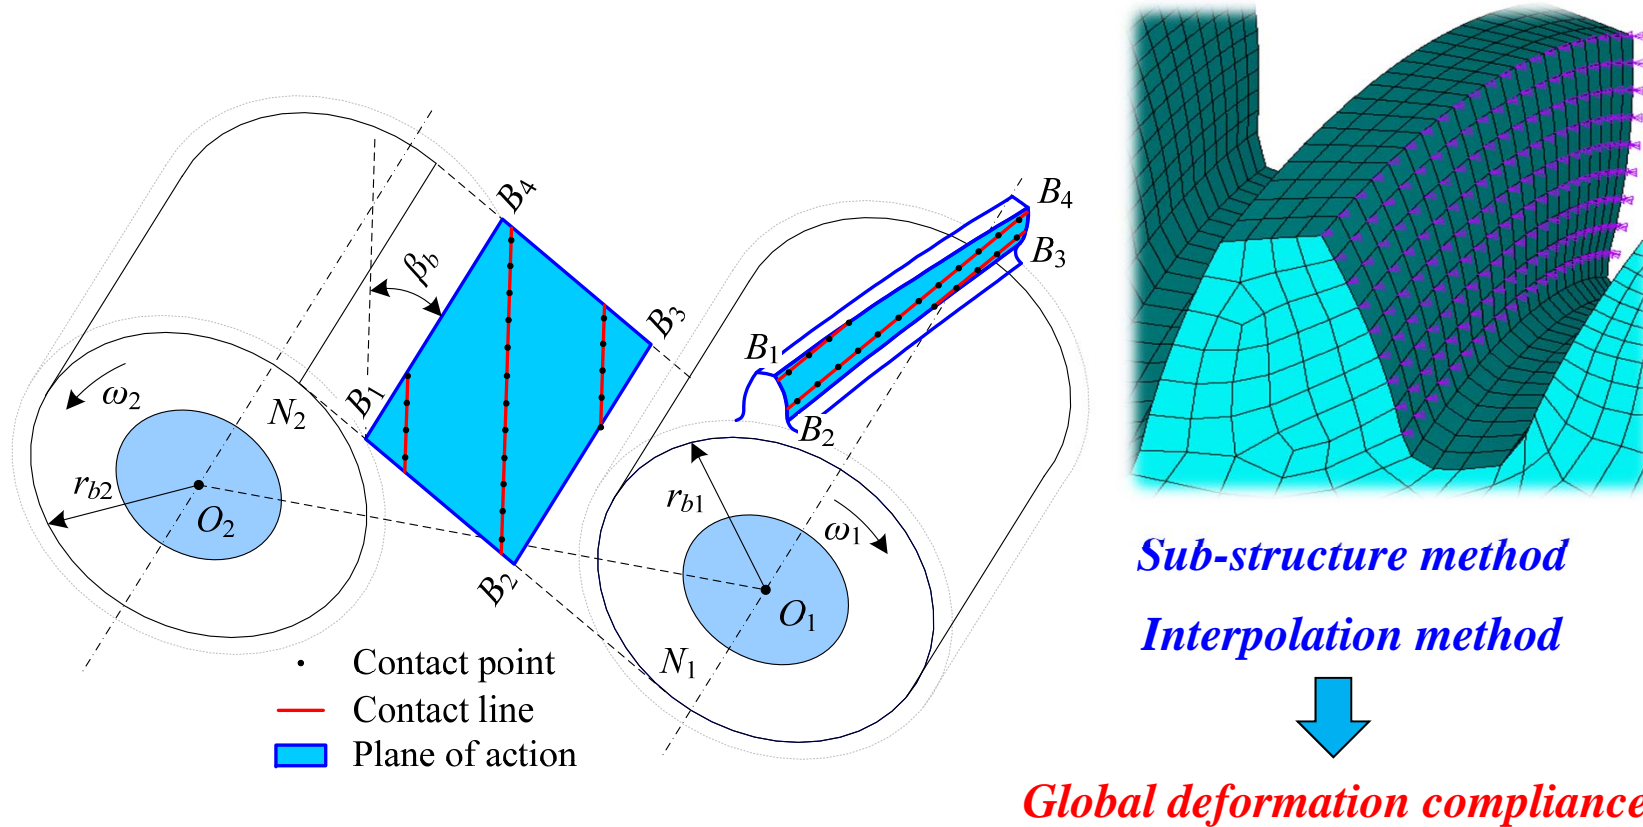 B4
βb
B3
B1
N2
ω2
rb2
O2
B2
B4
B3
B1
B2
rb1
ω1
O1
N1
Contact point
Contact line
Plane of action
Sub-structure method
Interpolation method
Global deformation compliance